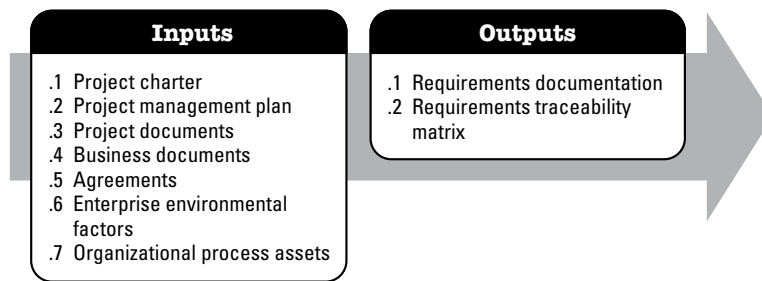 Inputs
.1 Project charter
.2 Project management plan
.3 Project documents
.4 Business documents
.5 Agreements
.6 Enterprise environmental
factors
.7 Organizational process assets
Outputs
.1 Requirements documentation
.2 Requirements traceability
matrix